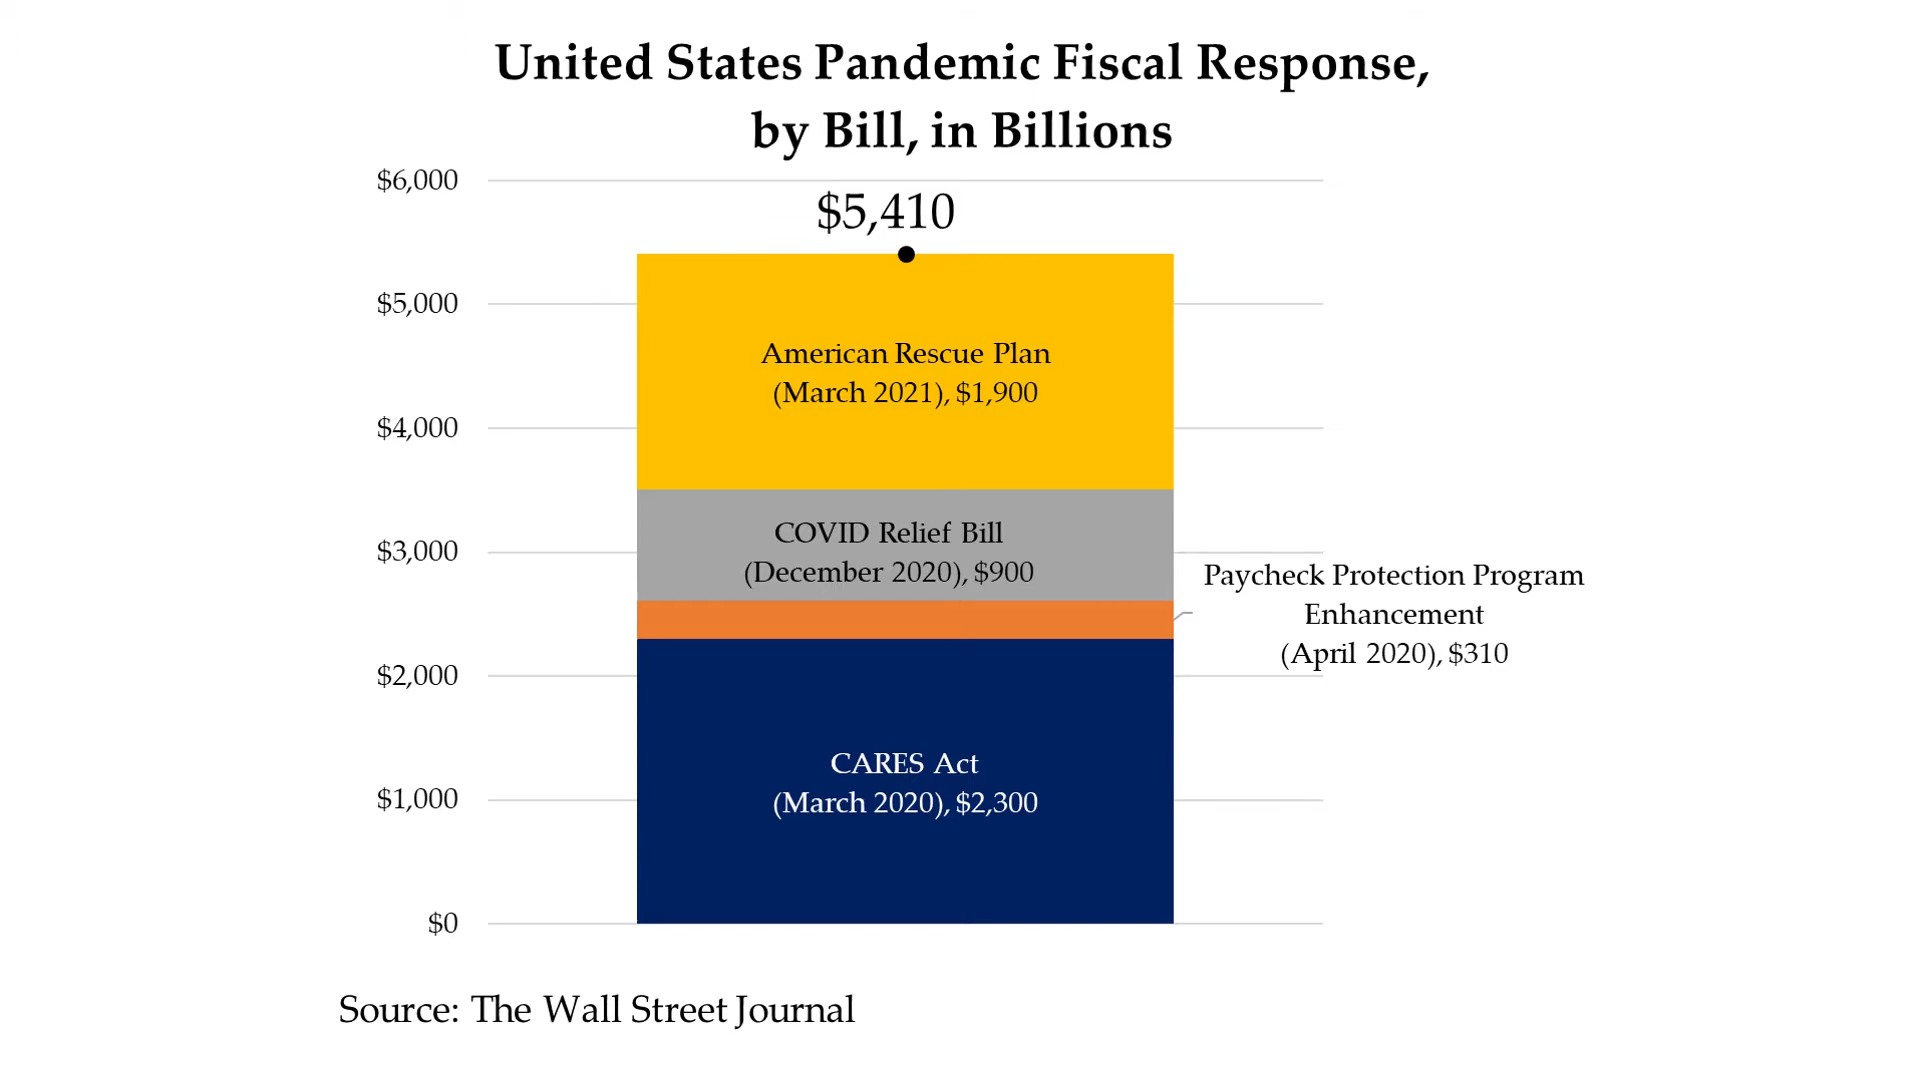 United States Pandemic Fiscal Response,
by Bill, in Billions
$6,000
$5,410
$5,000
American Rescue Plan
(March 2021), $1,900
$4,000
COVID Relief Bill
(December 2020), $900
$3,000
Paycheck Protection Program
Enhancement
(April 2020), $310
$2,000
CARES Act
(March 2020), $2,300
$1,000
$0
Source: The Wall Street Journal